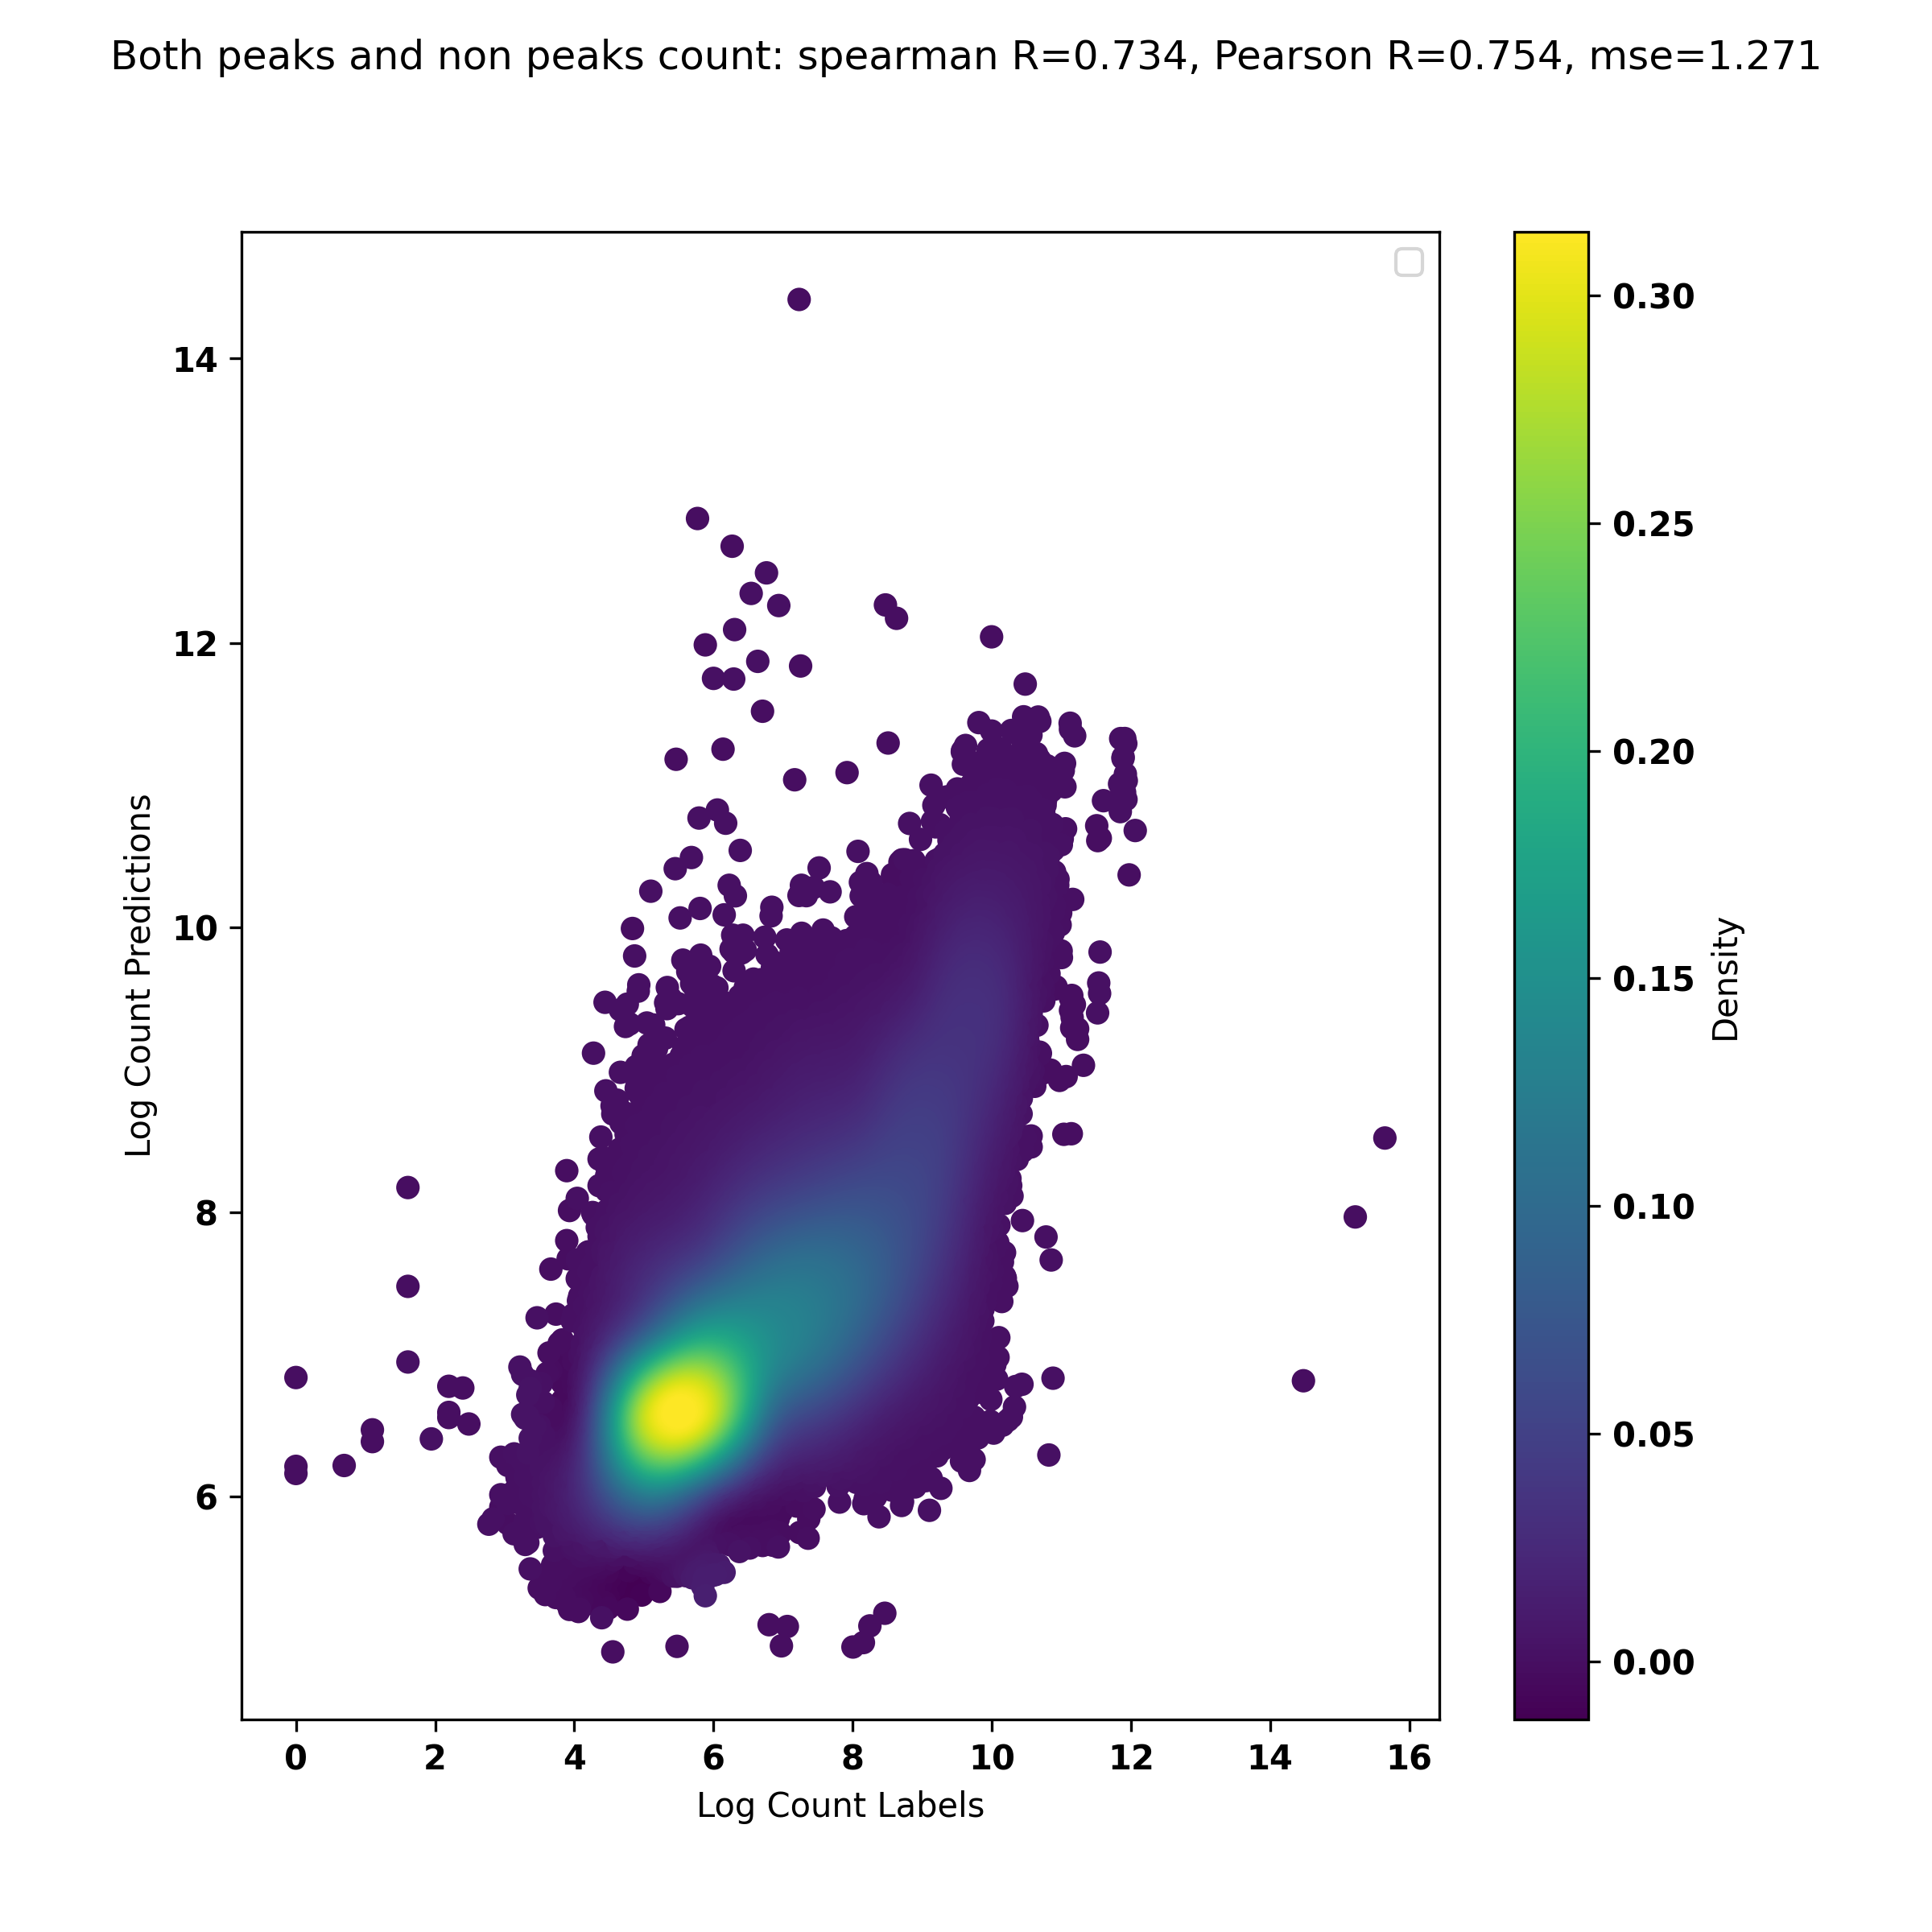 Both peaks and non peaks count: spearman R=0.734, Pearson R=0.754, mse=1.271
14
12
10
8
6
Log Count Predictions
0 2 4 6 8 10 12 14 16
Log Count Labels
0.30
0.25
0.20
0.15
0.10
0.05
0.00
Density